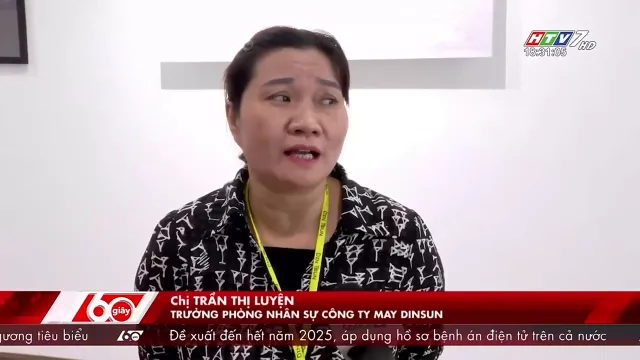 HTV7 HD
18:31:05
Chị TRẦN THỊ LUYỆN
60 giây
TRƯỞNG PHÒNG NHÂN SỰ CÔNG TY MAY DINSUN
gương tiêu biểu 60 giây Đề xuất đến hết năm 2025, áp dụng hồ sơ bệnh án điện tử trên cả nước